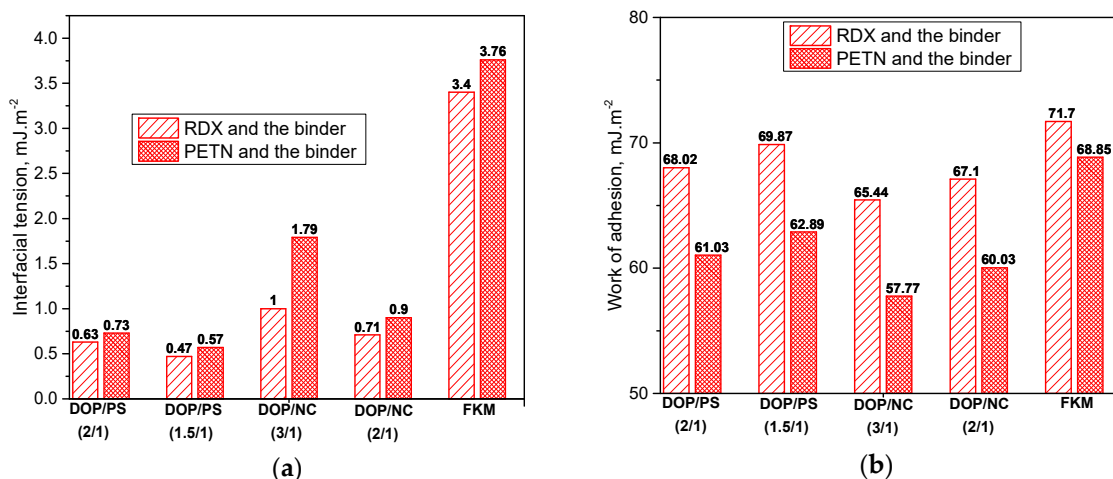 4.0
3.5
3.0
2.5
2.0
1.5
1.0
0.5
0.0
Interfacial tension, mJ.m-2
RDX and the binder
PETN and the binder
0.63 0.73 0.47 0.57 1 1.79 0.71 0.9 3.4 3.76
DOP/PS DOP/PS DOP/NC DOP/NC FKM
(2/1) (1.5/1) (3/1) (2/1)
(a)
80
70
60
50
Work of adhesion, mJ.m-2
RDX and the binder
PETN and the binder
68.02 61.03 69.87 62.89 65.44 57.77 67.1 60.03 71.7 68.85
DOP/PS DOP/PS DOP/NC DOP/NC FKM
(2/1) (1.5/1) (3/1) (2/1)
(b)